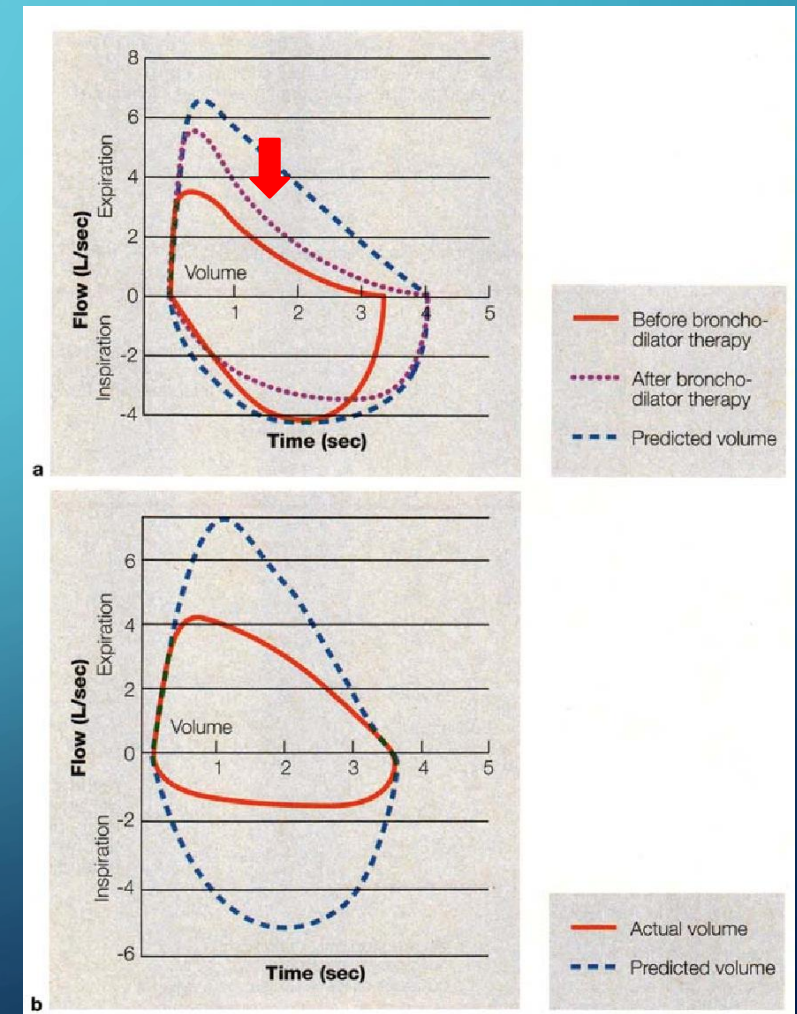 8
6
4
2
0
-2
-4
Expiration
Flow (L/sec)
Inspiration
Volume
1
2
3
4
5
Time (sec)
a
Before broncho-
dilator therapy
After broncho-
dilator therapy
Predicted volume
6
4
2
0
-2
-4
-6
Expiration
Flow (L/sec)
Inspiration
Volume
1
2
3
4
5
Time (sec)
b
Actual volume
Predicted volume